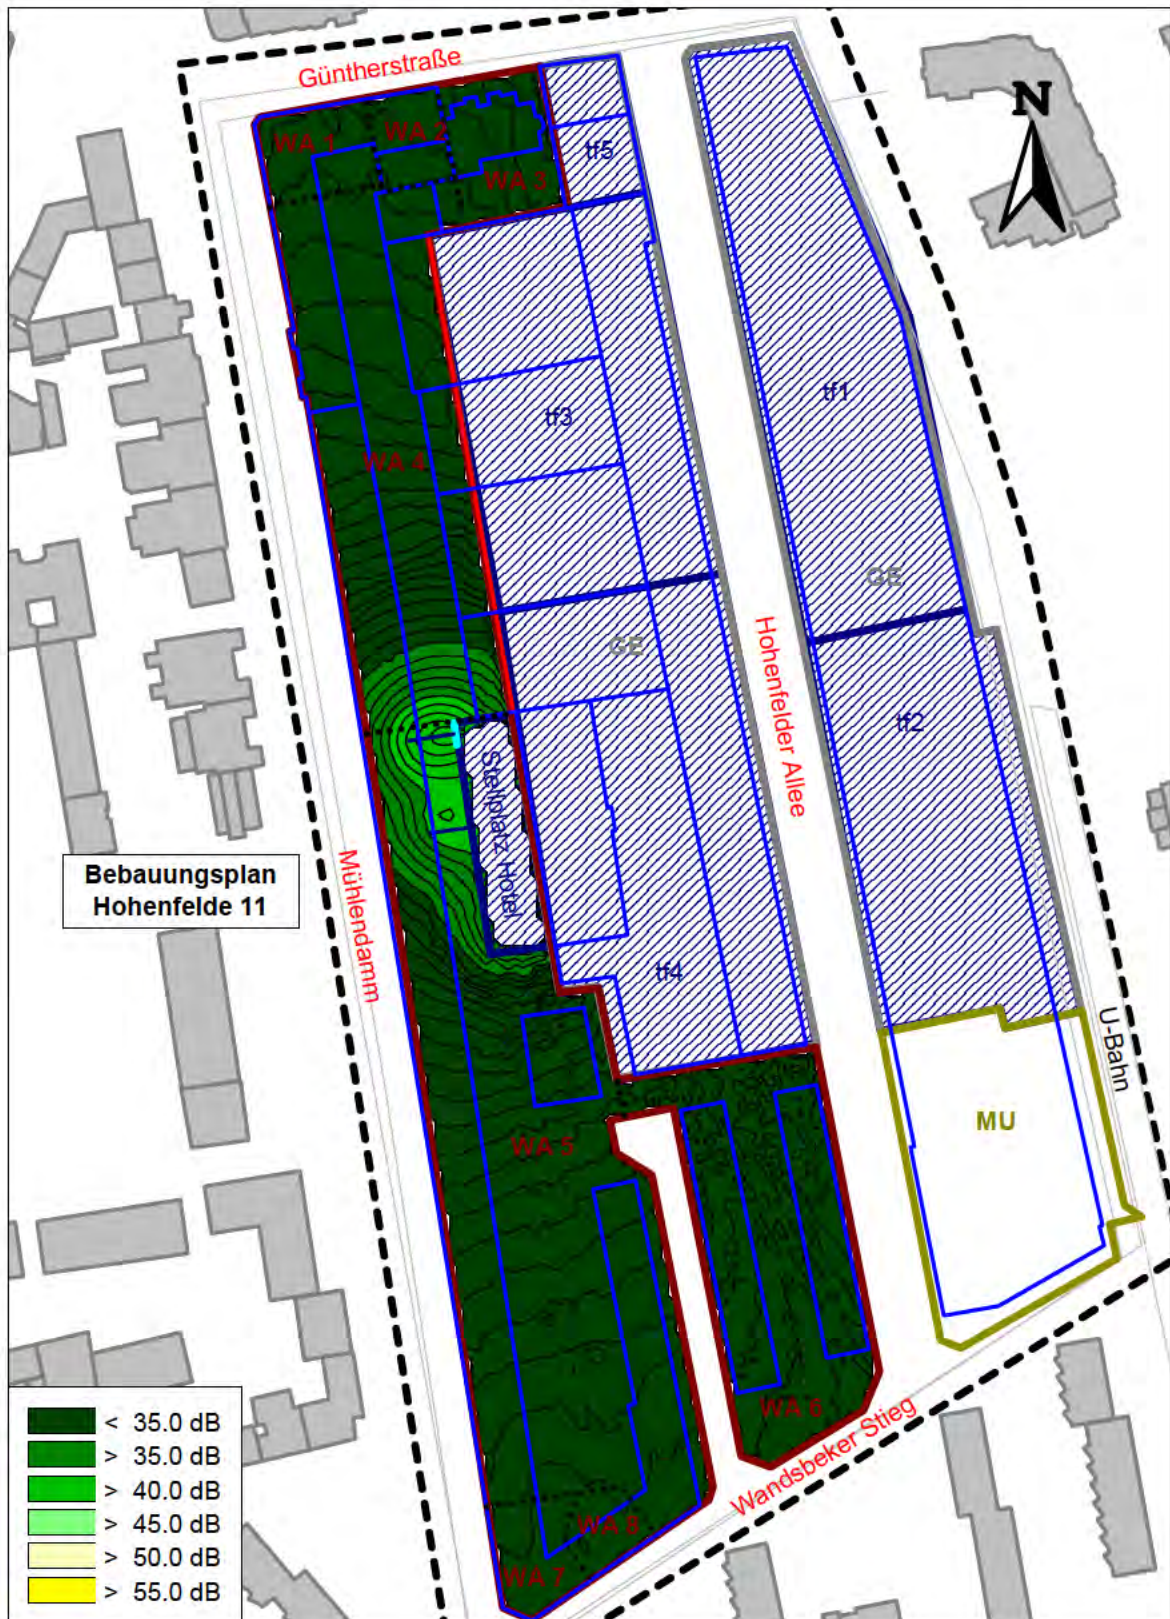 Güntherstraße
N
WA 1
WA 2
WA 3
tf5
tf1
tf3
WA 4
GE
GE
Hohenfelder Allee
tf2
Stellplatz Hotel
Bebauungsplan
Hohenfelde 11
Mühlendamm
tf4
U-Bahn
MU
WA 5
WA 6
Wandsbeker Stieg
WA 8
WA 7
< 35.0 dB
> 35.0 dB
> 40.0 dB
> 45.0 dB
> 50.0 dB
> 55.0 dB